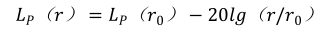 L_P（r）= L_P（r_0）− 20lg（r/r_0）